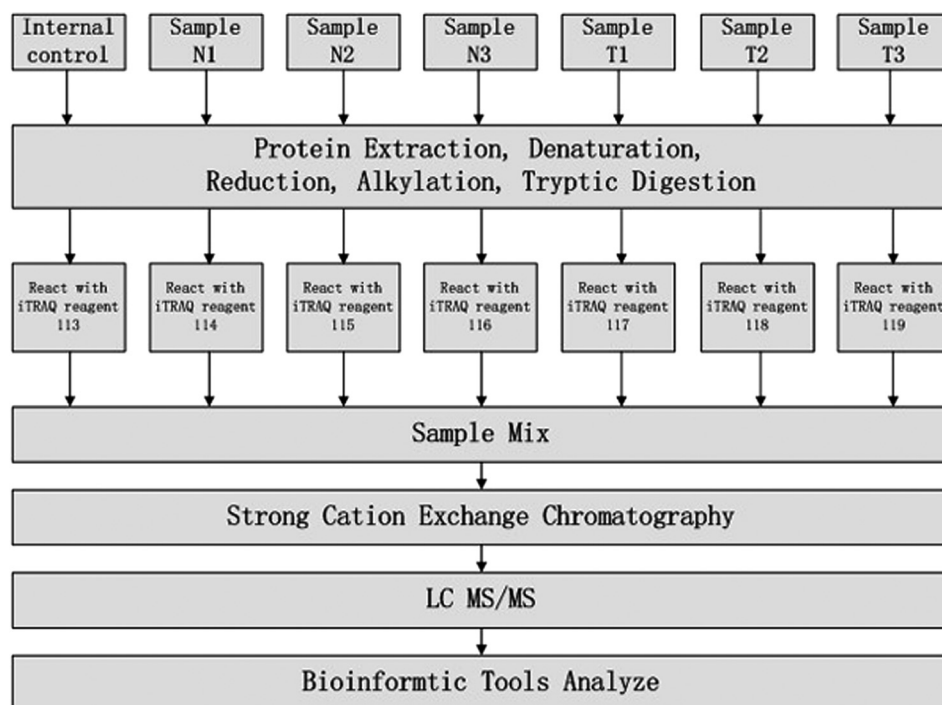 Internal
control
Sample
N1
Sample
N2
Sample
N3
Sample
T1
Sample
T2
Sample
T3
Protein Extraction, Denaturation,
Reduction, Alkylation, Tryptic Digestion
React with
iTRAQ reagent
113
React with
iTRAQ reagent
114
React with
iTRAQ reagent
115
React with
iTRAQ reagent
116
React with
iTRAQ reagent
117
React with
iTRAQ reagent
118
React with
iTRAQ reagent
119
Sample Mix
Strong Cation Exchange Chromatography
LC MS/MS
Bioinformtic Tools Analyze